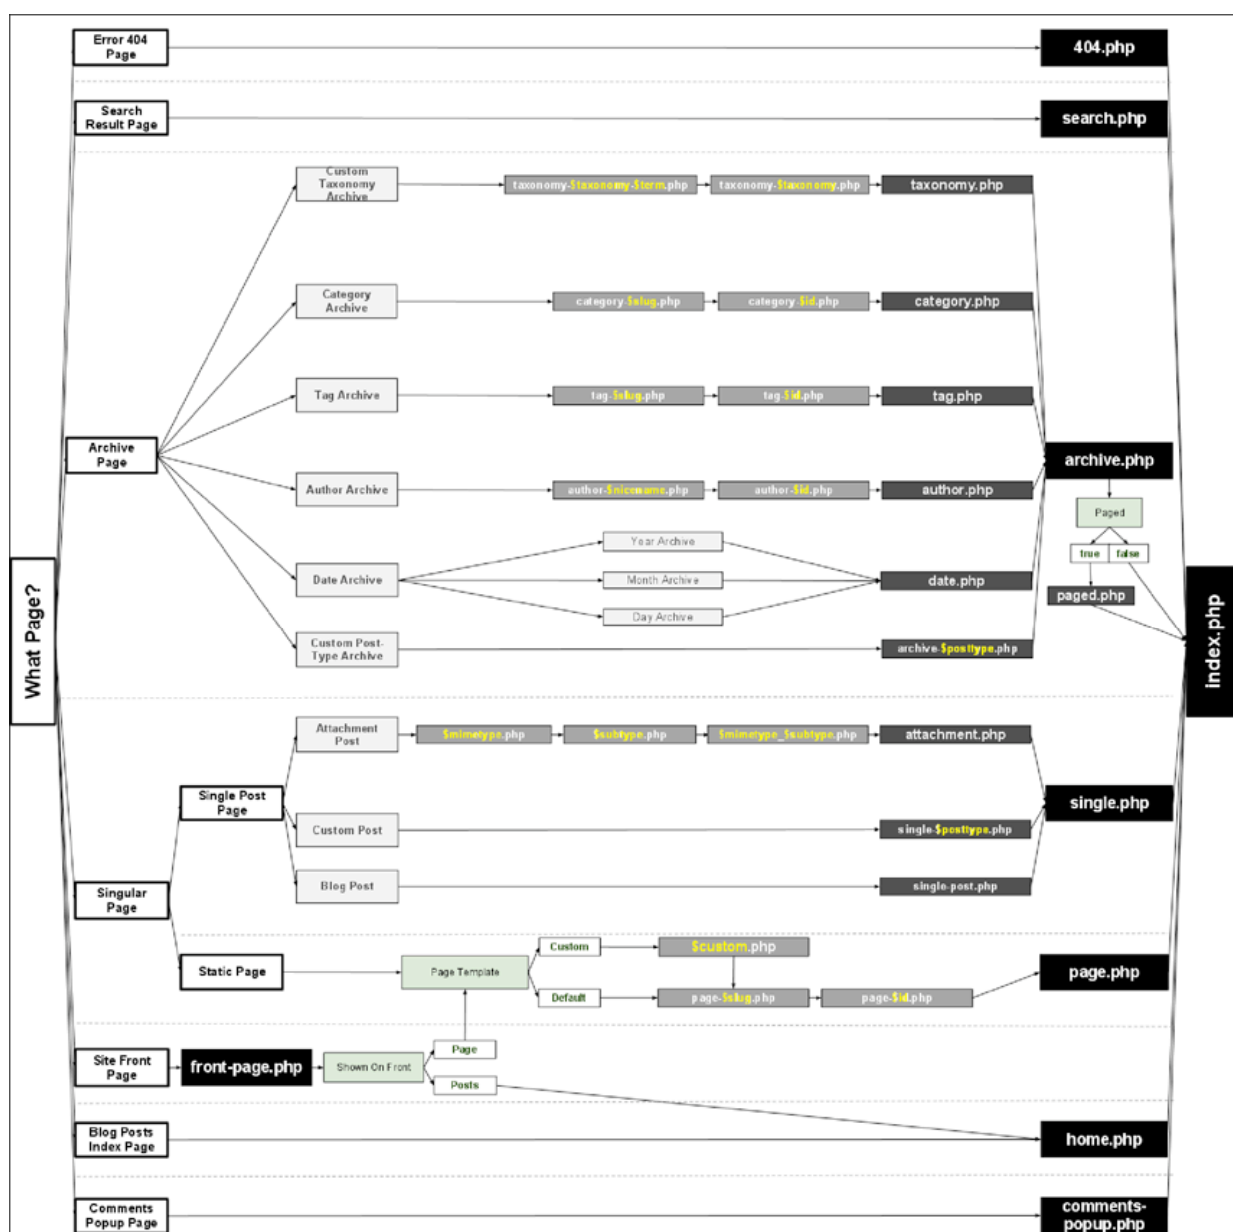 Error 404
Page
404.php
Search
Result Page
search.php
Custom
Taxonomy
Archive
taxonomy-$taxonomy-$term.php
taxonomy-$taxonomy.php
taxonomy.php
Category
Archive
category-$slug.php
category-$id.php
category.php
Tag Archive
tag-$slug.php
tag-$id.php
tag.php
Archive
Page
archive.php
Author Archive
author-$nicename.php
author-$id.php
author.php
Paged
true
false
paged.php
Year Archive
Date Archive
Month Archive
date.php
Day Archive
Custom Post-
Type Archive
archive-$posttype.php
What Page?
index.php
Attachment
Post
$mimetype.php
$subtype.php
$mimetype_$subtype.php
attachment.php
Single Post
Page
single.php
Custom Post
single-$posttype.php
Blog Post
single-post.php
Singular
Page
Static Page
Page Template
Custom
$custom.php
Default
page-$slug.php
page-$id.php
page.php
Site Front
Page
front-page.php
Shown On Front
Page
Posts
Blog Posts
Index Page
home.php
Comments
Popup Page
comments-
popup.php